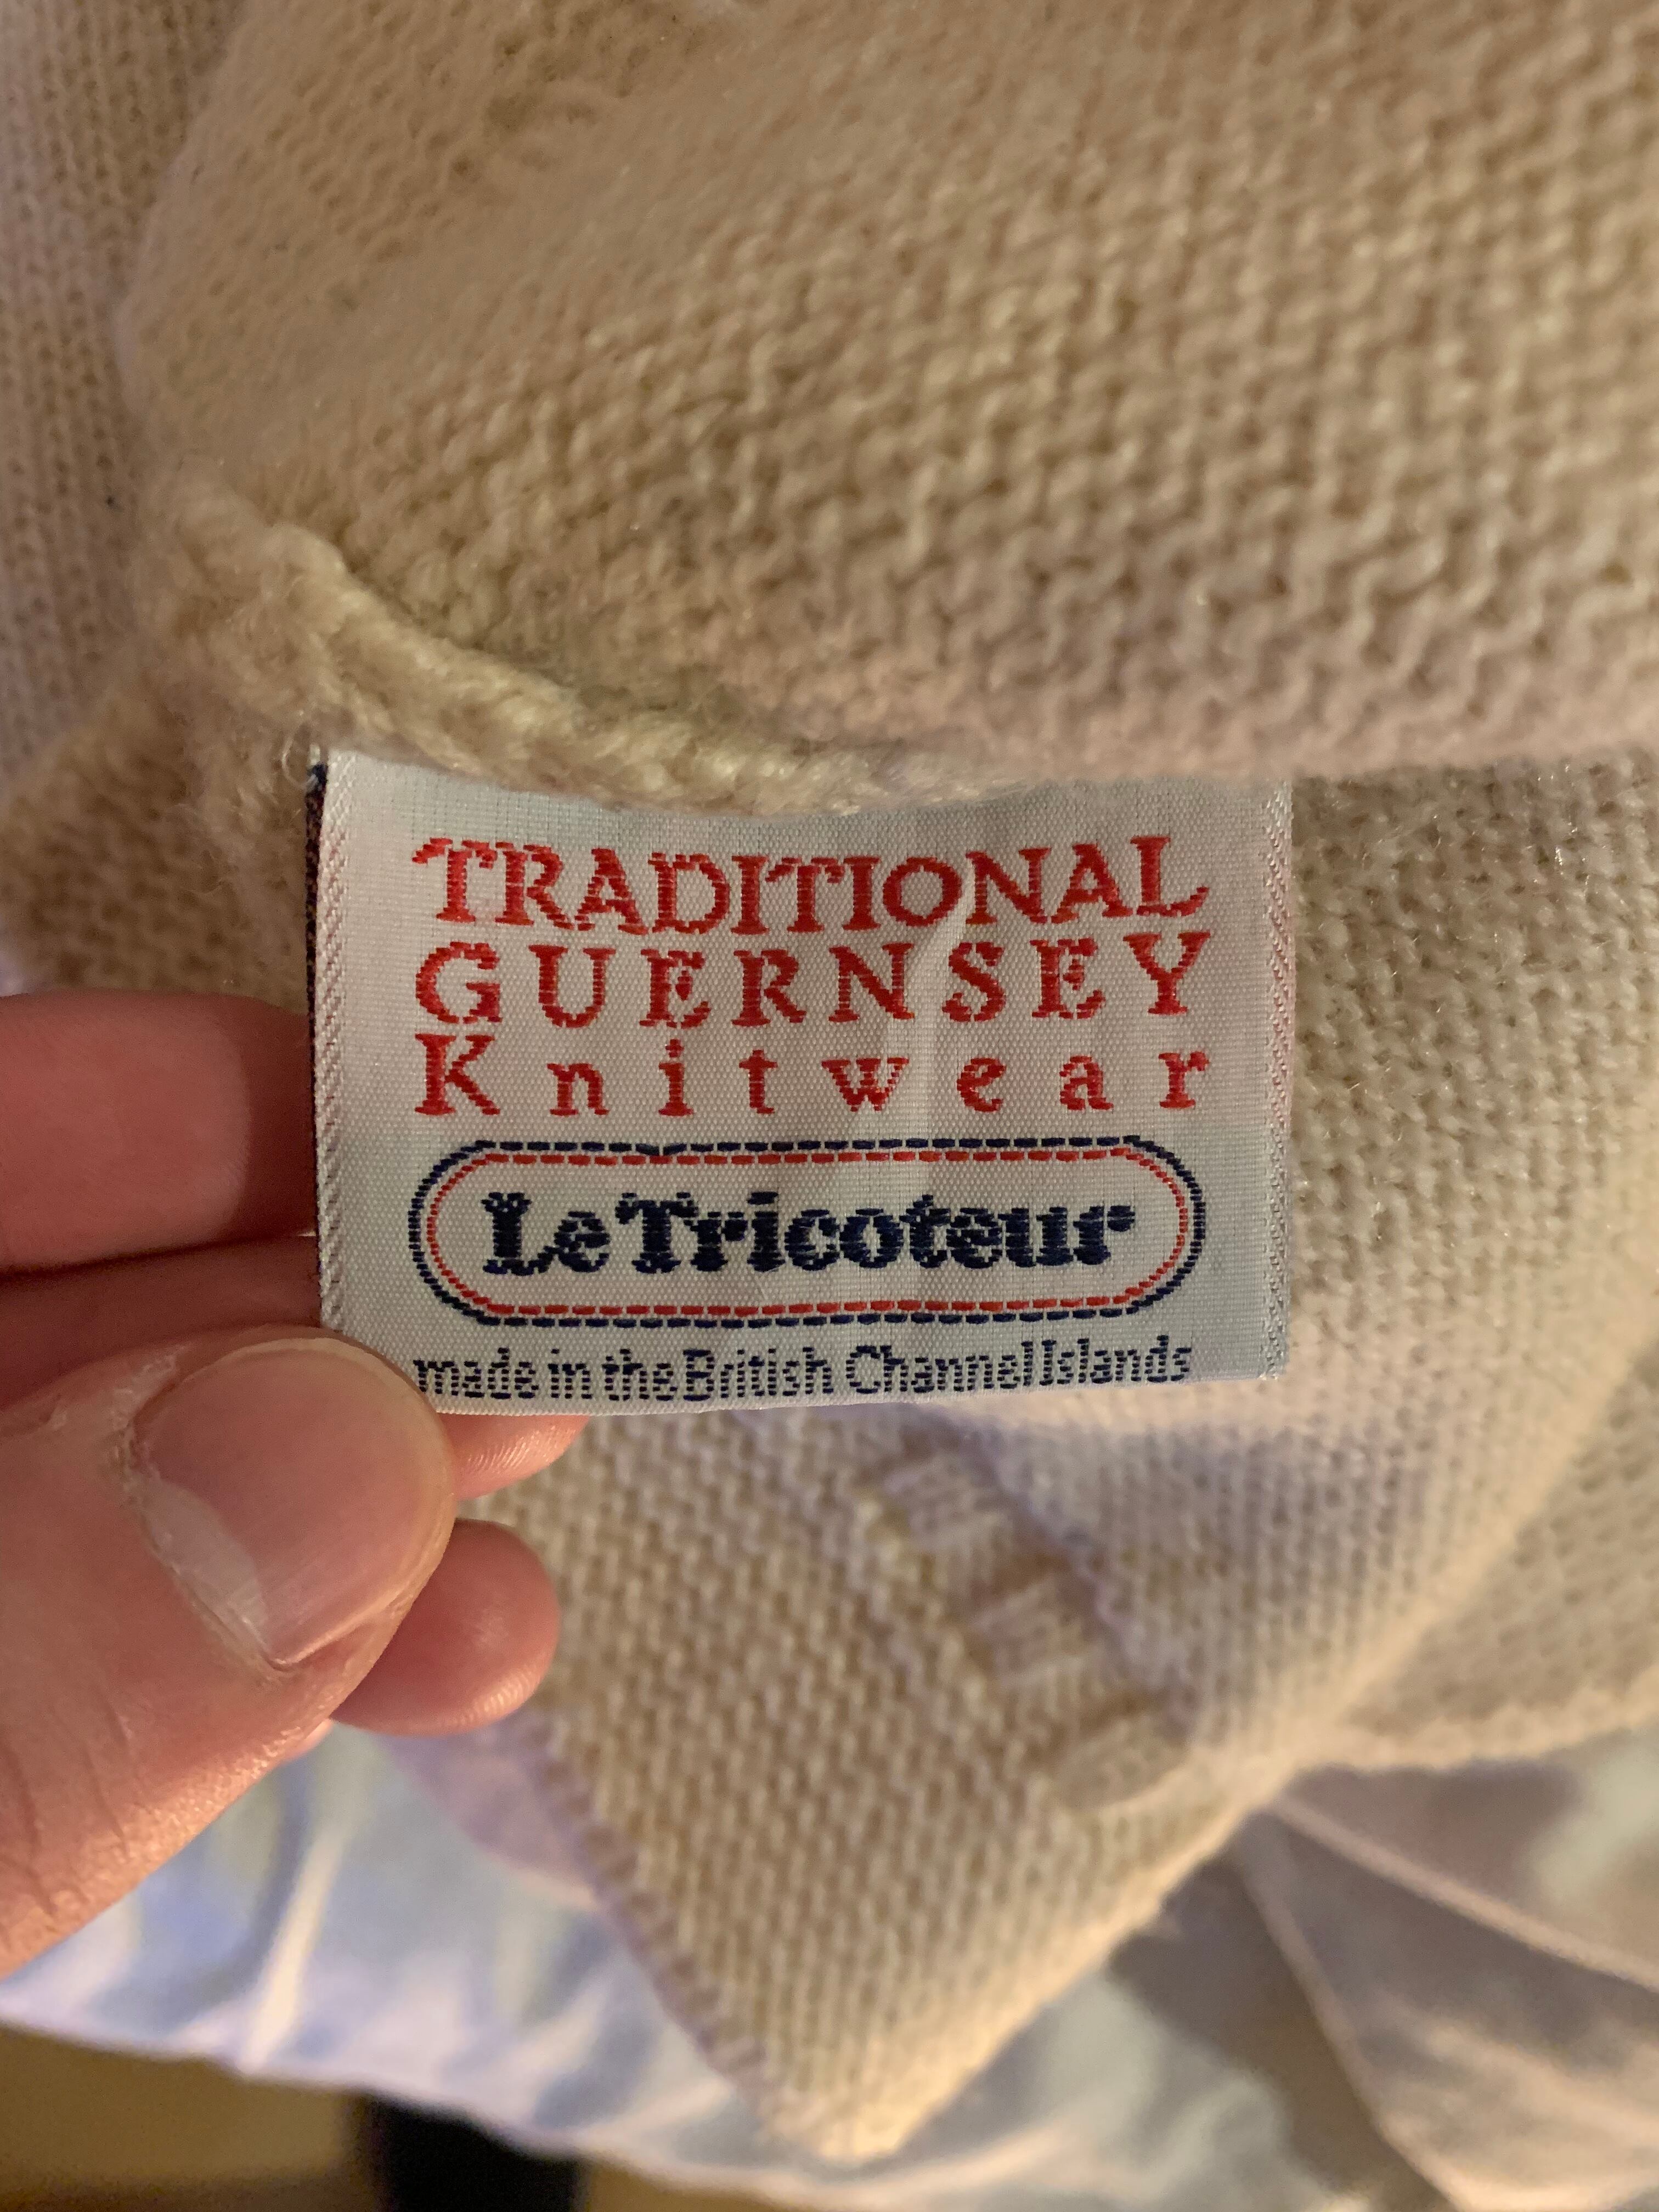 TRADITIONAL
GUERNSEY
Knitwear
Le Tricoteur
made in the British Channel Islands